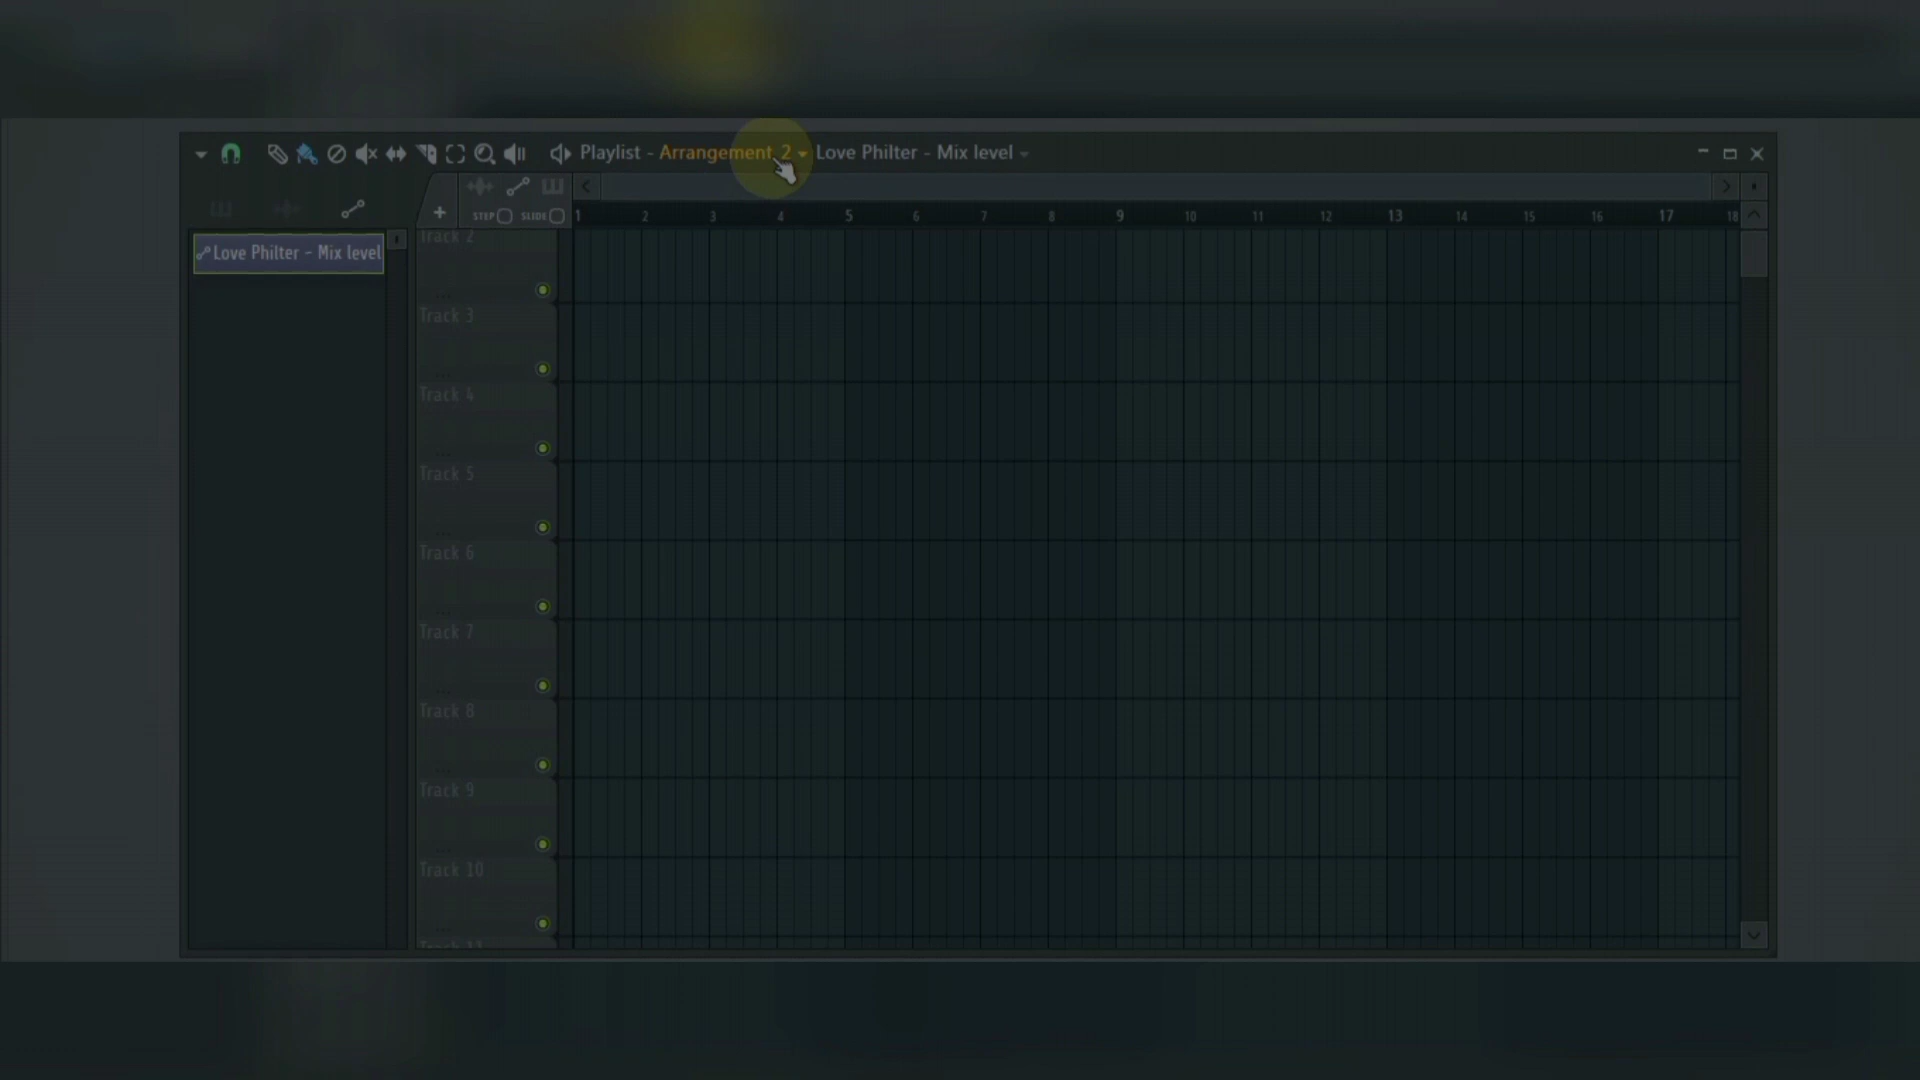 Playlist - Arrangement 2 Love Philter - Mix level
STEP SLIDE 1 2 3 4 5 6 7 8 9 10 11 12 13 14 15 16 17 18
Love Philter - Mix level
Track 2
Track 3
Track 4
Track 5
Track 6
Track 7
Track 8
Track 9
Track 10
Track 11